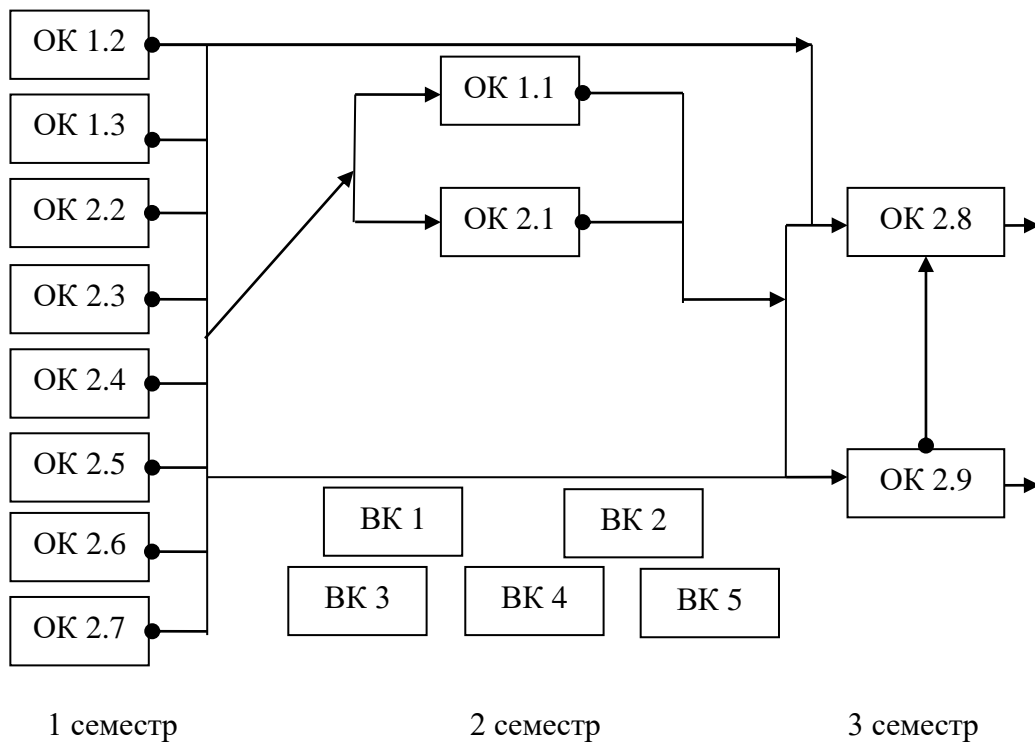 ОК 1.2
ОК 1.3
ОК 2.2
ОК 2.3
ОК 2.4
ОК 2.5
ОК 2.6
ОК 2.7
ОК 1.1
ОК 2.1
ВК 1
ВК 2
ВК 3
ВК 4
ВК 5
ОК 2.8
ОК 2.9
1 семестр
2 семестр
3 семестр